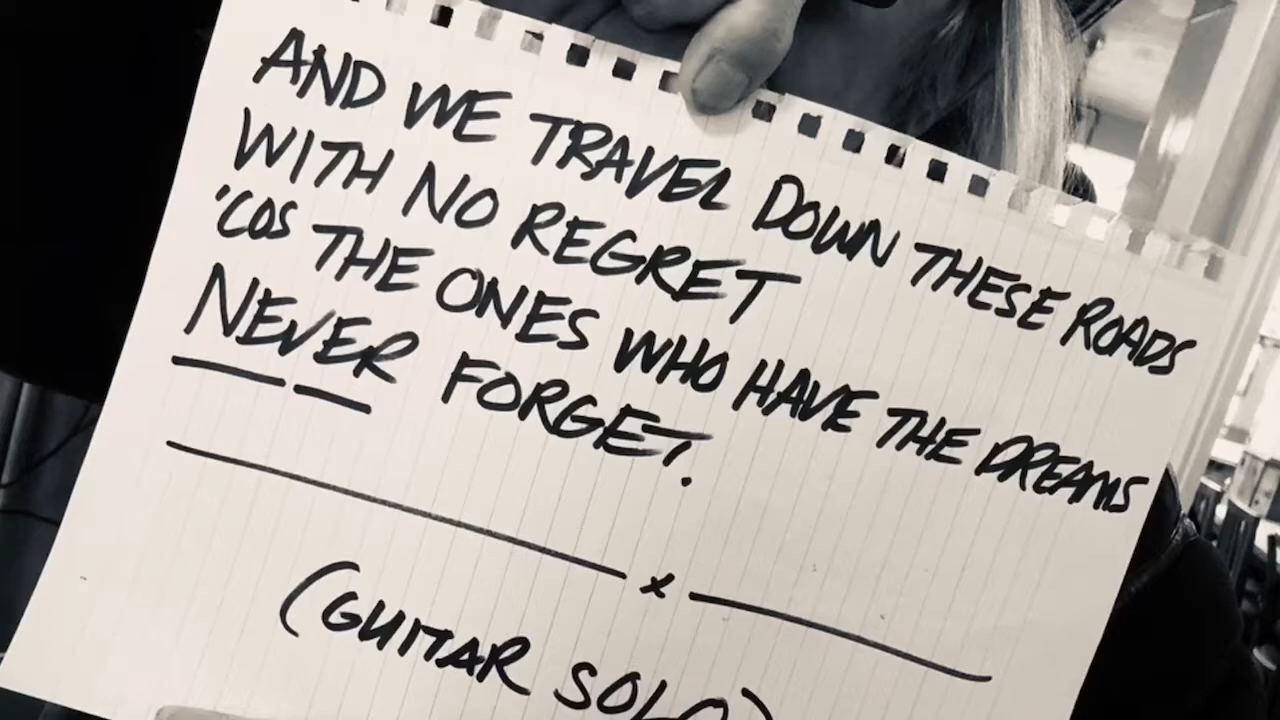 AND WE TRAVEL DOWN THESE ROADS
WITH NO REGRET
'COS THE ONES WHO HAVE THE DREAMS
NEVER FORGET.
x
(GUITAR SOLO)